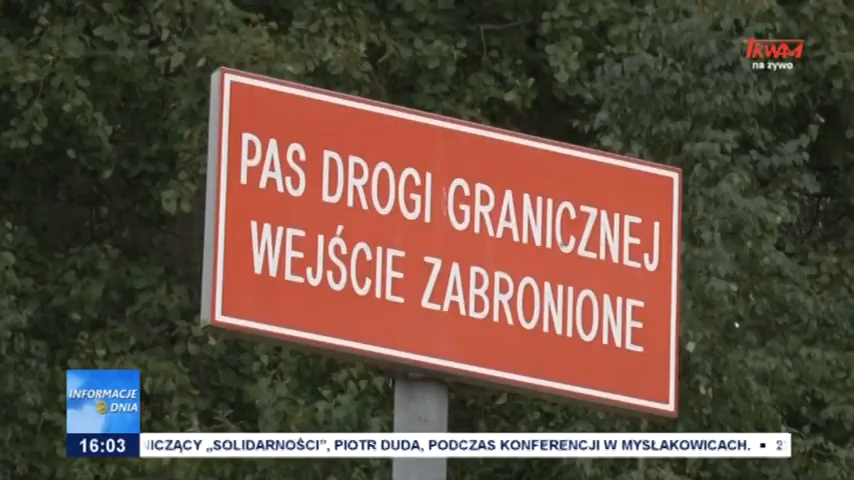 TRWAM
na żywo
PAS DROGI GRANICZNEJ
WEJŚCIE ZABRONIONE
INFORMACJE
DNIA
16:03
NICZĄCY „SOLIDARNOŚCI”, PIOTR DUDA, PODCZAS KONFERENCJI W MYSŁAKOWICACH. ▪